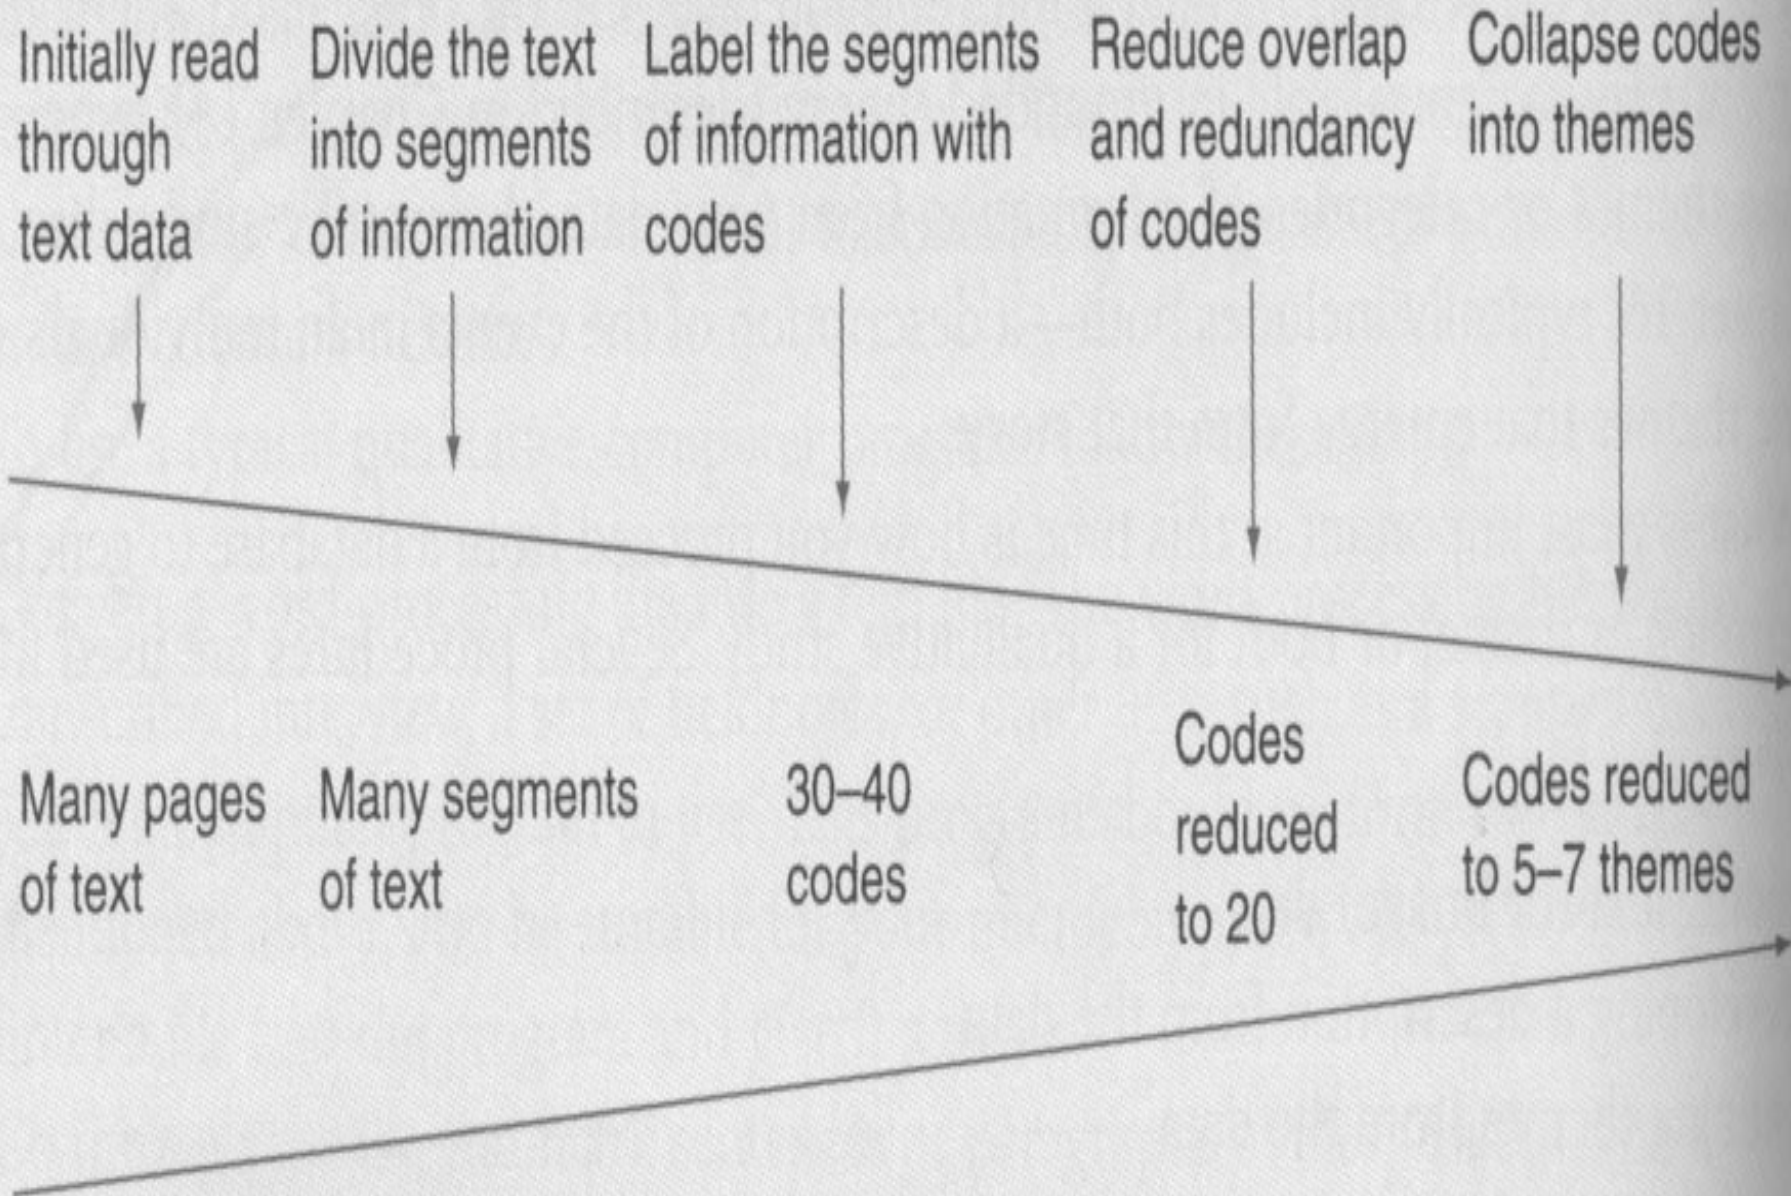 Initially read
through
text data
Divide the text
into segments
of information
Label the segments
of information with
codes
Reduce overlap
and redundancy
of codes
Collapse codes
into themes
Many pages
of text
Many segments
of text
30–40
codes
Codes
reduced
to 20
Codes reduced
to 5–7 themes